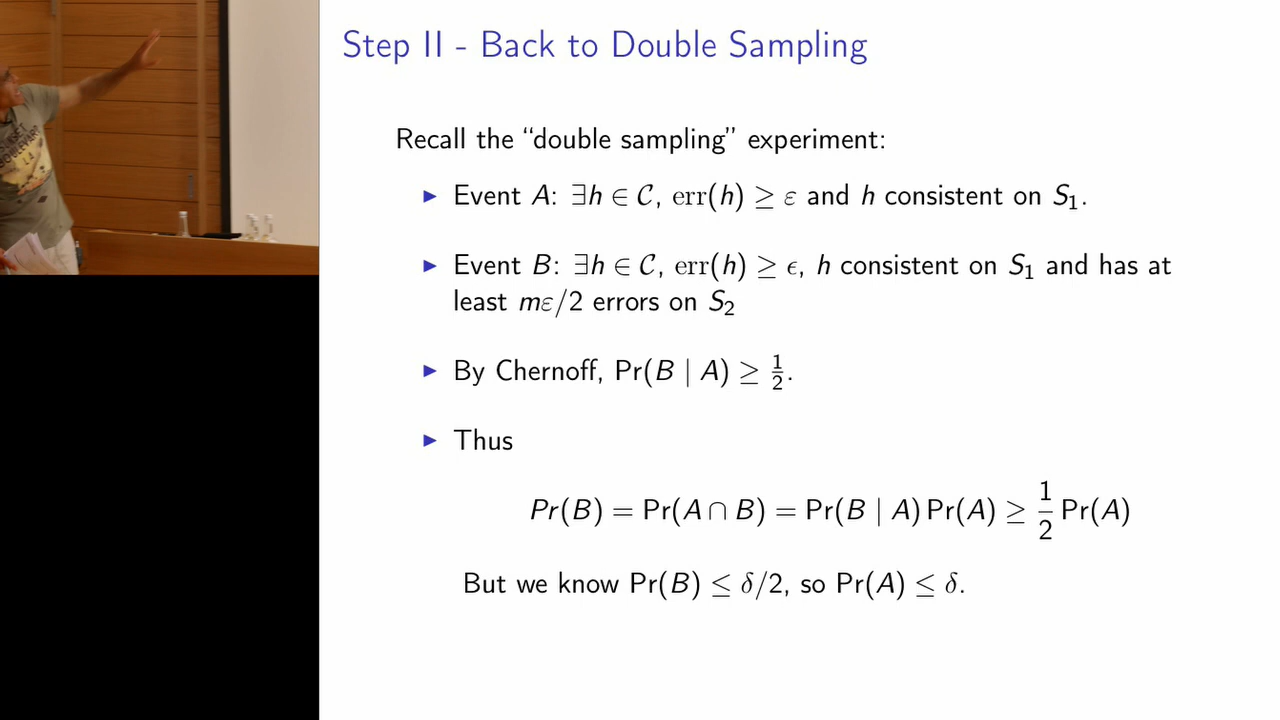 Step II - Back to Double Sampling
Recall the “double sampling” experiment:
▶ Event A: ∃h ∈ 𝒞, err(h) ≥ ε and h consistent on S₁.
▶ Event B: ∃h ∈ 𝒞, err(h) ≥ ϵ, h consistent on S₁ and has at
least mε/2 errors on S₂
▶ By Chernoff, Pr(B | A) ≥ 1/2.
▶ Thus
Pr(B) = Pr(A ∩ B) = Pr(B | A) Pr(A) ≥ 1/2 Pr(A)
But we know Pr(B) ≤ δ/2, so Pr(A) ≤ δ.